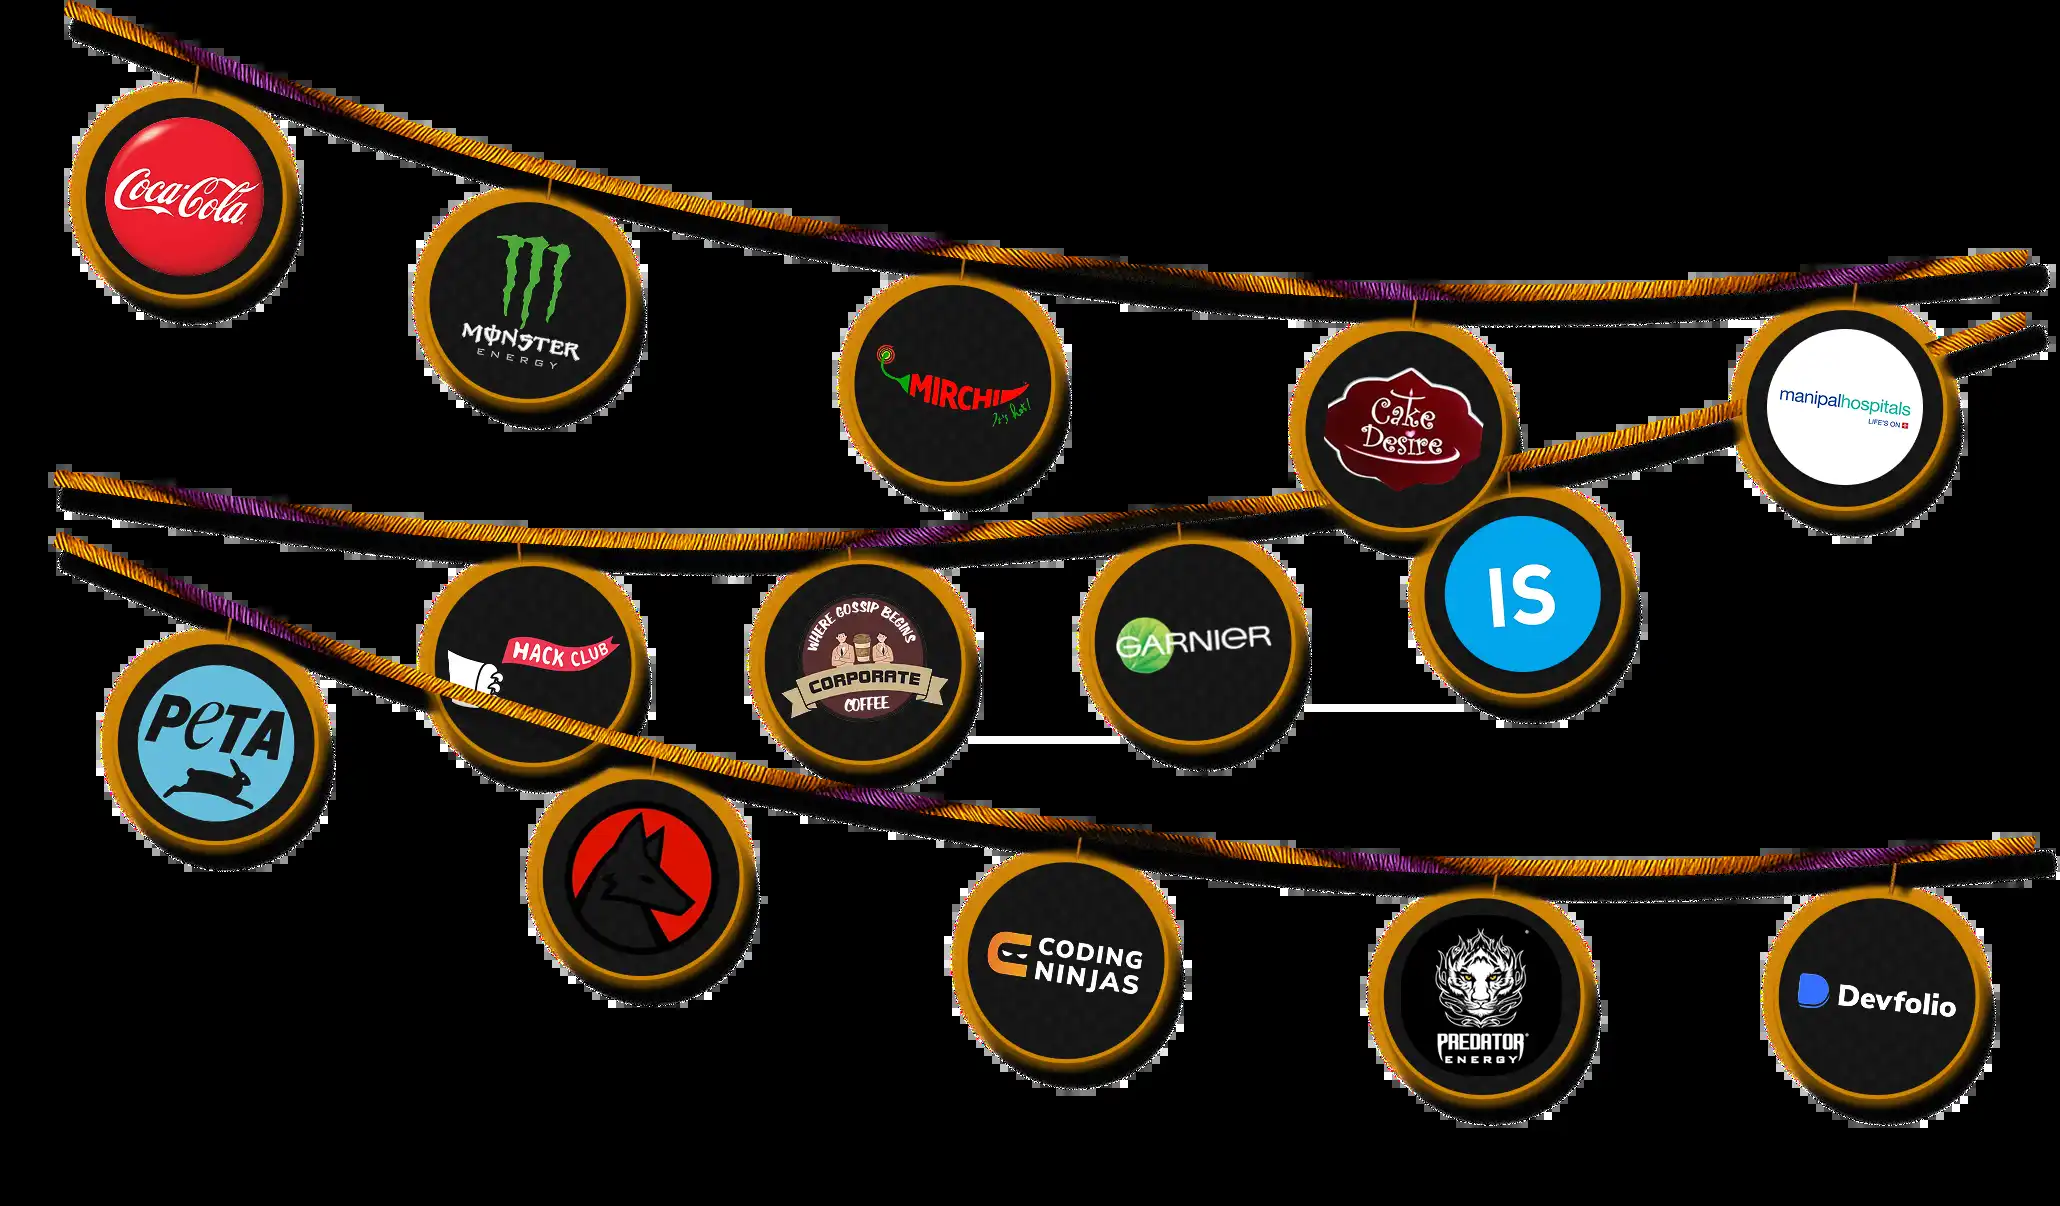 Coca-Cola
MONSTER
ENERGY
MIRCHI
It's hot!
Cake
Desire
manipalhospitals
LIFE'S ON
HACK CLUB
WHERE GOSSIP BEGINS
CORPORATE
COFFEE
GARNIER
IS
PeTA
CODING
NINJAS
PREDATOR
ENERGY
Devfolio